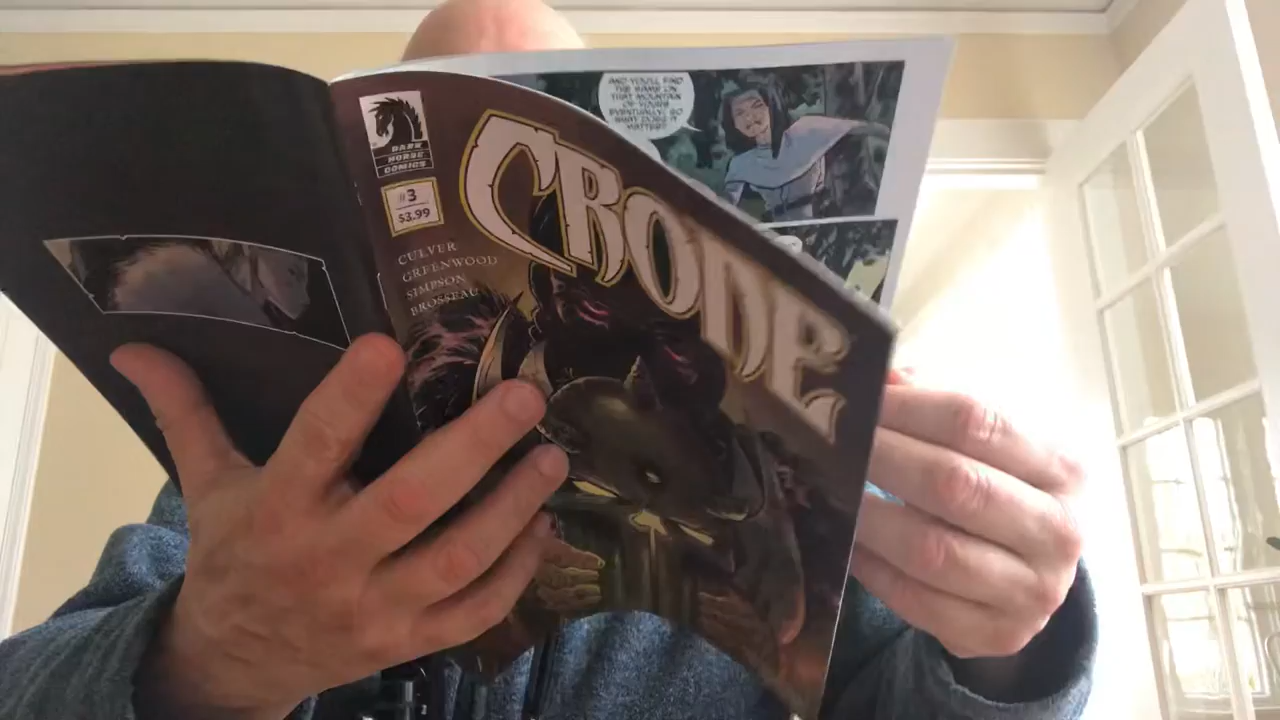 DARK
HORSE
COMICS
#3
$3.99
CRODE
CULVER
GREENWOOD
SIMPSON
BROSSEAU
AND YOU'LL FIND
THE SAME ON
THAT MOUNTAIN
OF YOURS
EVENTUALLY, SO
WHAT DOES IT
MATTER?